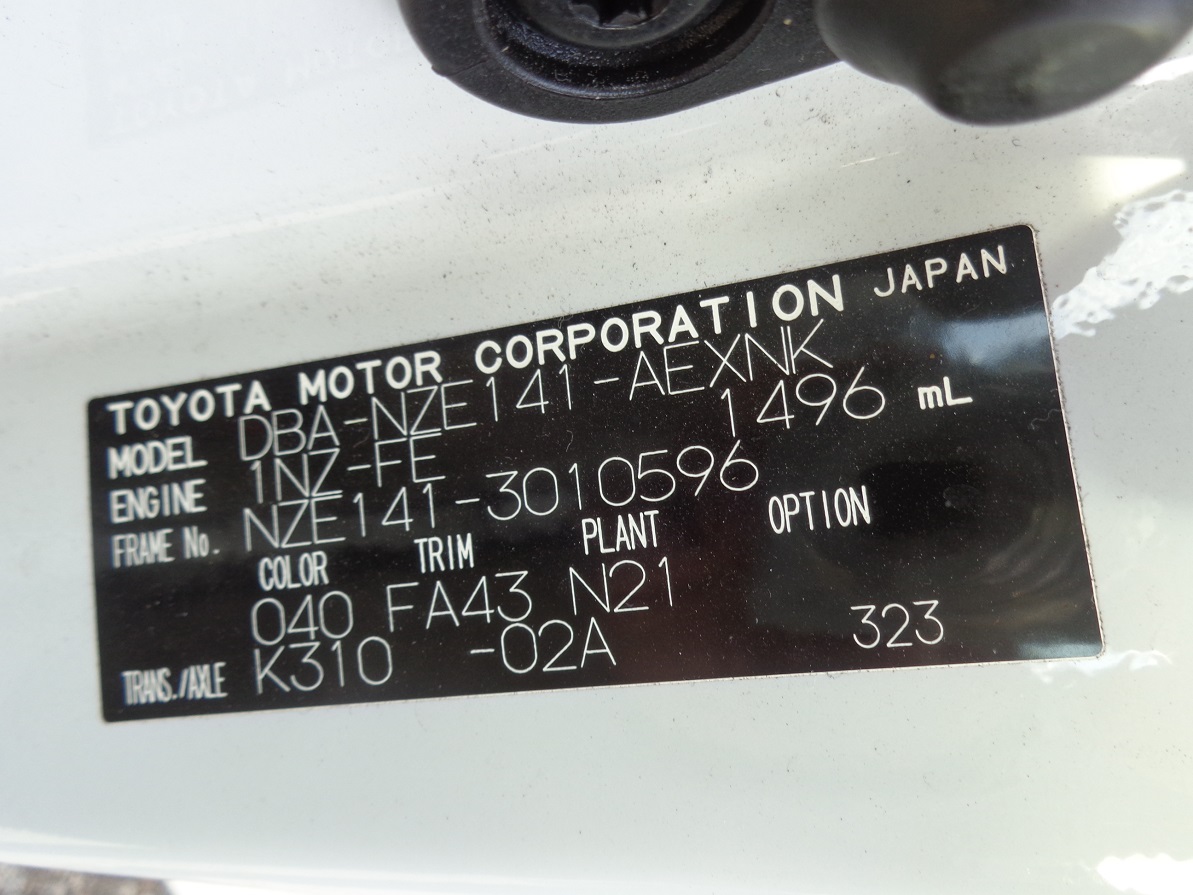 TOYOTA MOTOR CORPORATION JAPAN
MODEL DBA-NZE141-AEXNK
ENGINE 1NZ-FE 1496 mL
FRAME No. NZE141-3010596
COLOR TRIM PLANT OPTION
040 FA43 N21
TRANS./AXLE K310 -02A 323